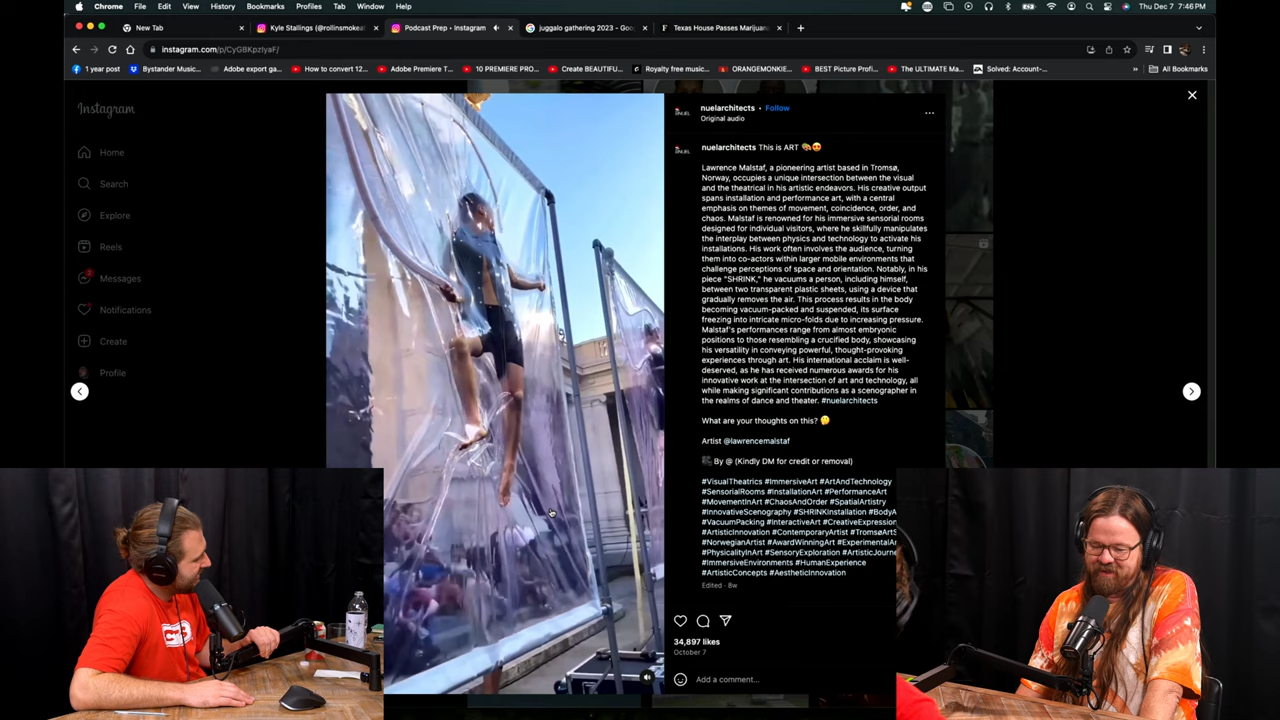 Chrome File Edit View History Bookmarks Profiles Tab Window Help
Thu Dec 7 7:46 PM
New Tab
Kyle Stallings (@rollinsmokea
Podcast Prep • Instagram
juggalo gathering 2023 - Goo
Texas House Passes Marijuana
instagram.com/p/CyGBKpzIyaF/
1 year post
Bystander Music...
Adobe export ga...
How to convert 12...
Adobe Premiere T...
10 PREMIERE PRO...
Create BEAUTIFU...
Royalty free music...
ORANGEMONKIE...
BEST Picture Profi...
The ULTIMATE Ma...
Solved: Account-...
All Bookmarks
Instagram
Home
Search
Explore
Reels
Messages
Notifications
Create
Profile
nuelarchitects • Follow
Original audio
nuelarchitects This is ART 🎨😍
Lawrence Malstaf, a pioneering artist based in Tromsø,
Norway, occupies a unique intersection between the visual
and the theatrical in his artistic endeavors. His creative output
spans installation and performance art, with a central
emphasis on themes of movement, coincidence, order, and
chaos. Malstaf is renowned for his immersive sensorial rooms
designed for individual visitors, where he skillfully manipulates
the interplay between physics and technology to activate his
installations. His work often involves the audience, turning
them into co-actors within larger mobile environments that
challenge perceptions of space and orientation. Notably, in his
piece "SHRINK," he vacuums a person, including himself,
between two transparent plastic sheets, using a device that
gradually removes the air. This process results in the body
becoming vacuum-packed and suspended, its surface
freezing into intricate micro-folds due to increasing pressure.
Malstaf's performances range from almost embryonic
positions to those resembling a crucified body, showcasing
his versatility in conveying powerful, thought-provoking
experiences through art. His international acclaim is well-
deserved, as he has received numerous awards for his
innovative work at the intersection of art and technology, all
while making significant contributions as a scenographer in
the realms of dance and theater. #nuelarchitects
What are your thoughts on this? 🤔
Artist @lawrencemalstaf
📷 By @ (Kindly DM for credit or removal)
#VisualTheatrics #ImmersiveArt #ArtAndTechnology
#SensorialRooms #InstallationArt #PerformanceArt
#MovementInArt #ChaosAndOrder #SpatialArtistry
#InnovativeScenography #SHRINKInstallation #BodyA
#VacuumPacking #InteractiveArt #CreativeExpression
#ArtisticInnovation #ContemporaryArtist #TromsøArtS
#NorwegianArtist #AwardWinningArt #ExperimentalAr
#PhysicalityInArt #SensoryExploration #ArtisticJourne
#ImmersiveEnvironments #HumanExperience
#ArtisticConcepts #AestheticInnovation
Edited · 8w
34,897 likes
October 7
Add a comment...